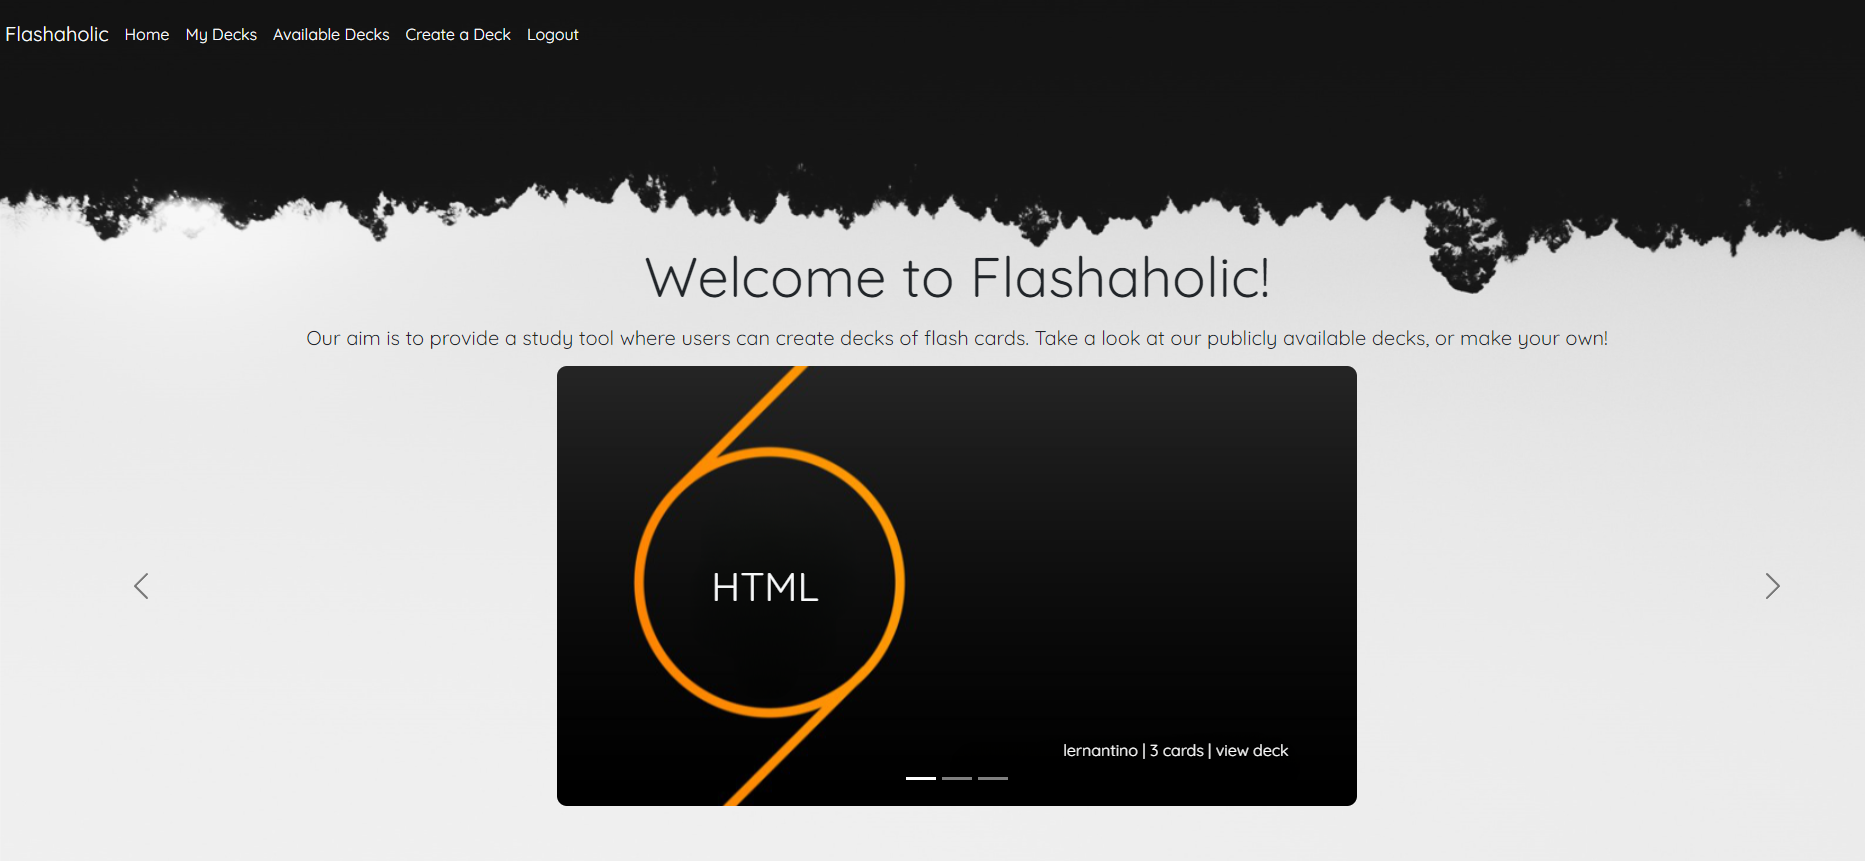 Flashaholic Home My Decks Available Decks Create a Deck Logout
Welcome to Flashaholic!
Our aim is to provide a study tool where users can create decks of flash cards. Take a look at our publicly available decks, or make your own!
HTML
lernantino | 3 cards | view deck